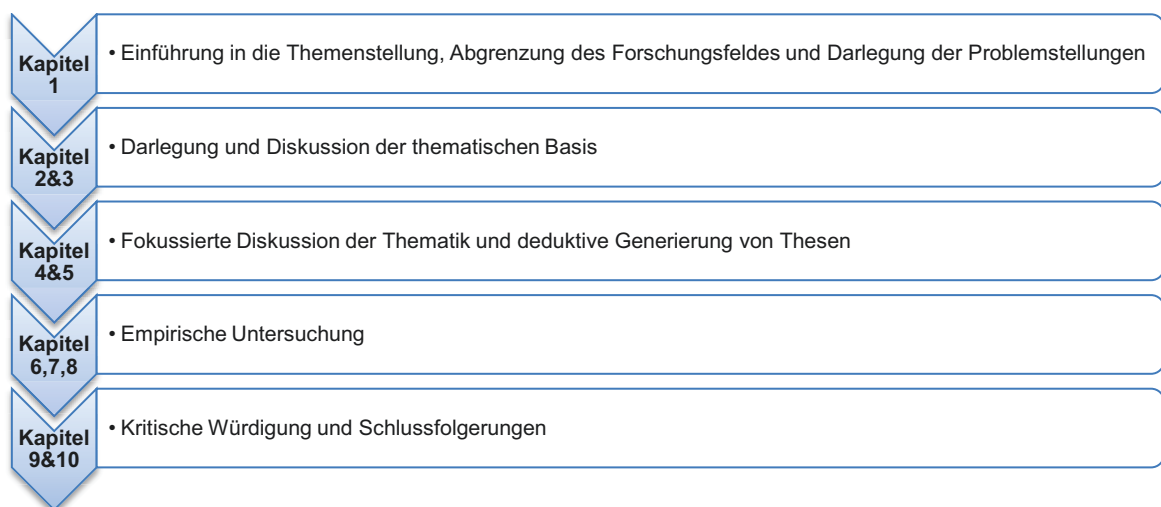 Kapitel
1
• Einführung in die Themenstellung, Abgrenzung des Forschungsfeldes und Darlegung der Problemstellungen
Kapitel
2&3
• Darlegung und Diskussion der thematischen Basis
Kapitel
4&5
• Fokussierte Diskussion der Thematik und deduktive Generierung von Thesen
Kapitel
6,7,8
• Empirische Untersuchung
Kapitel
9&10
• Kritische Würdigung und Schlussfolgerungen